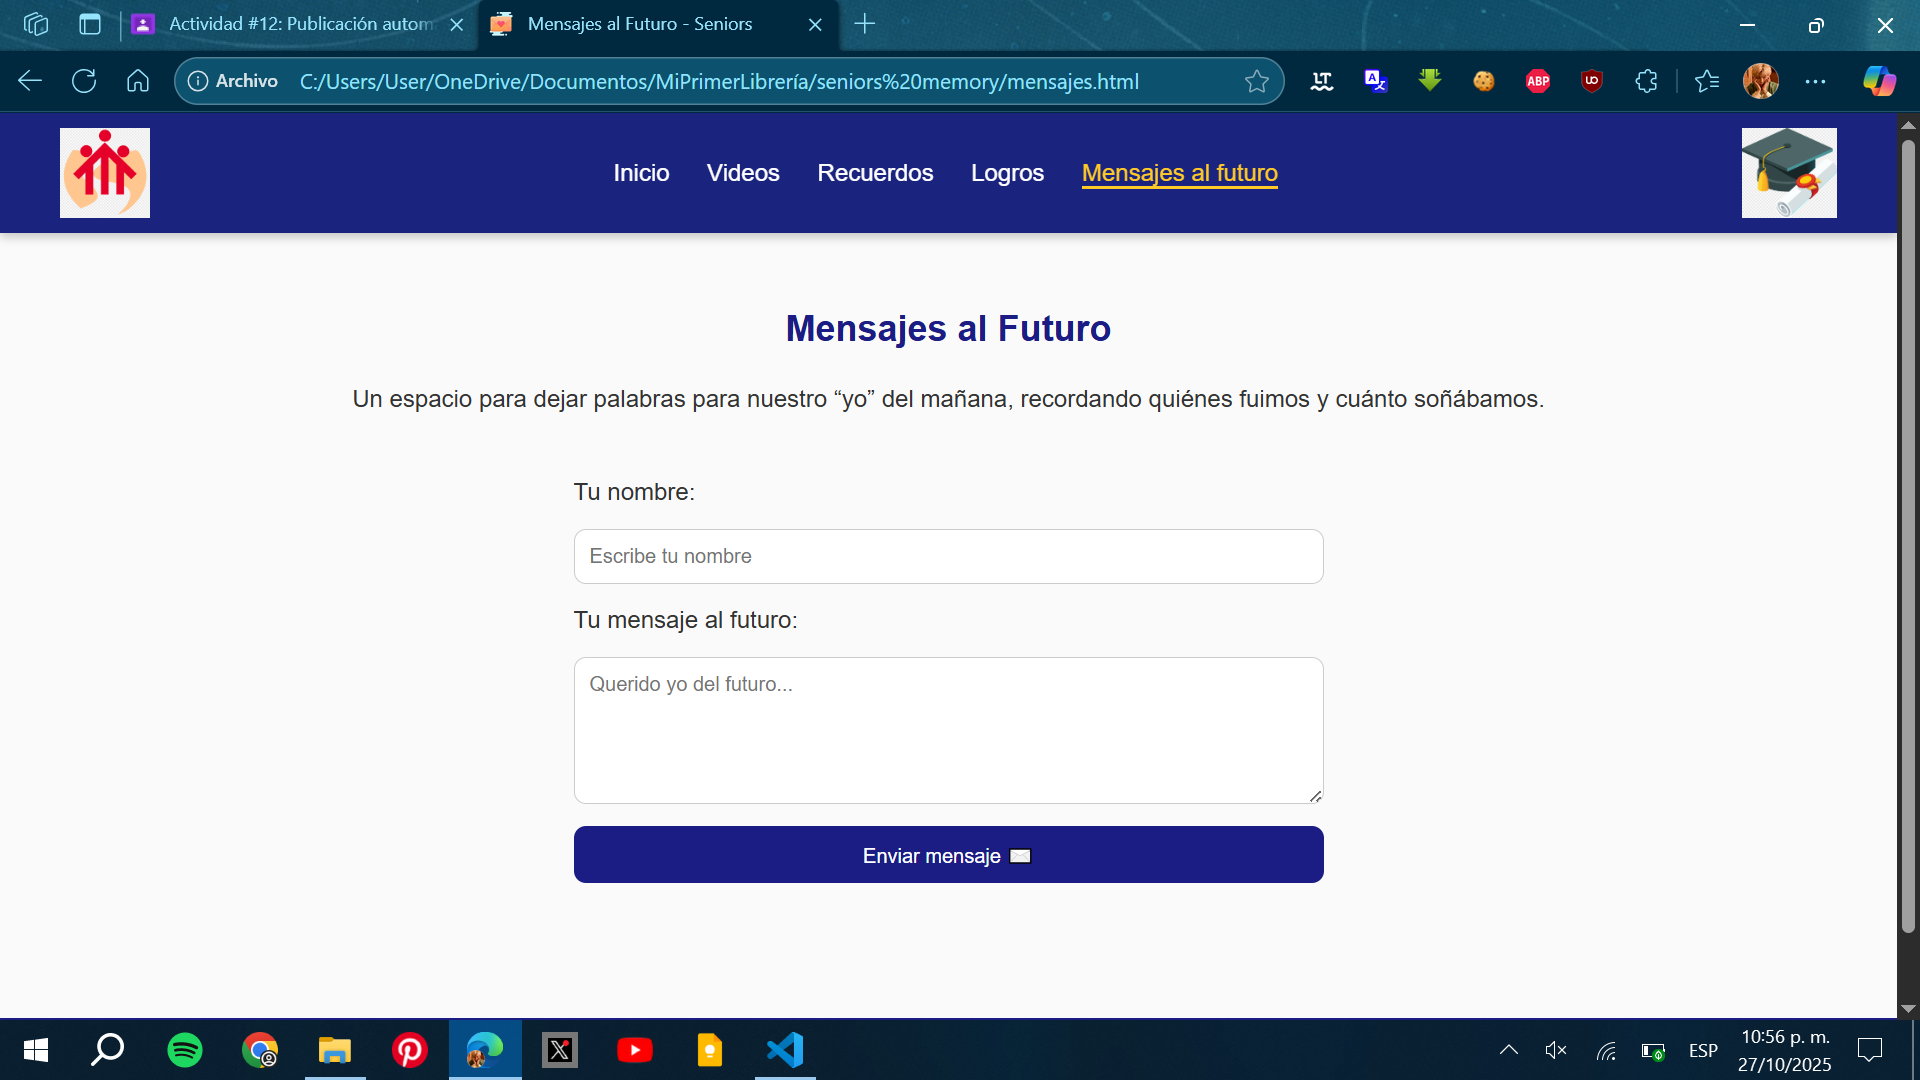 Actividad #12: Publicación autom
Mensajes al Futuro - Seniors
Archivo
C:/Users/User/OneDrive/Documentos/MiPrimerLibrería/seniors%20memory/mensajes.html
LT
A
ABP
Inicio
Videos
Recuerdos
Logros
Mensajes al futuro
Mensajes al Futuro
Un espacio para dejar palabras para nuestro “yo” del mañana, recordando quiénes fuimos y cuánto soñábamos.
Tu nombre:
Escribe tu nombre
Tu mensaje al futuro:
Querido yo del futuro...
Enviar mensaje ✉️
ESP
10:56 p. m.
27/10/2025